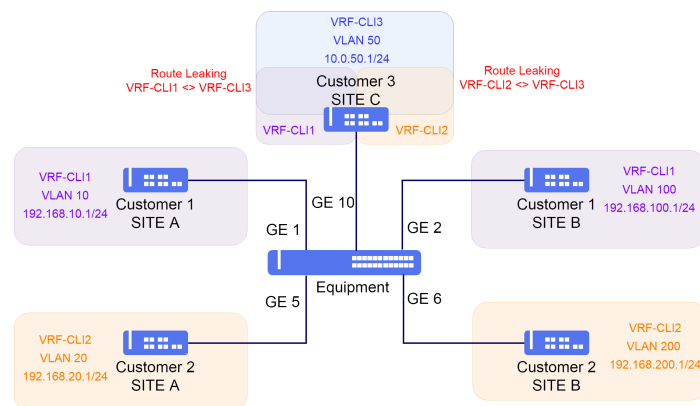 VRF-CLI3
VLAN 50
10.0.50.1/24
Route Leaking
VRF-CLI1 <> VRF-CLI3
Route Leaking
VRF-CLI2 <> VRF-CLI3
Customer 3
SITE C
VRF-CLI1
VRF-CLI2
VRF-CLI1
VLAN 10
192.168.10.1/24
Customer 1
SITE A
VRF-CLI1
VLAN 100
192.168.100.1/24
Customer 1
SITE B
GE 10
GE 1
GE 2
Equipment
GE 5
GE 6
VRF-CLI2
VLAN 20
192.168.20.1/24
Customer 2
SITE A
VRF-CLI2
VLAN 200
192.168.200.1/24
Customer 2
SITE B